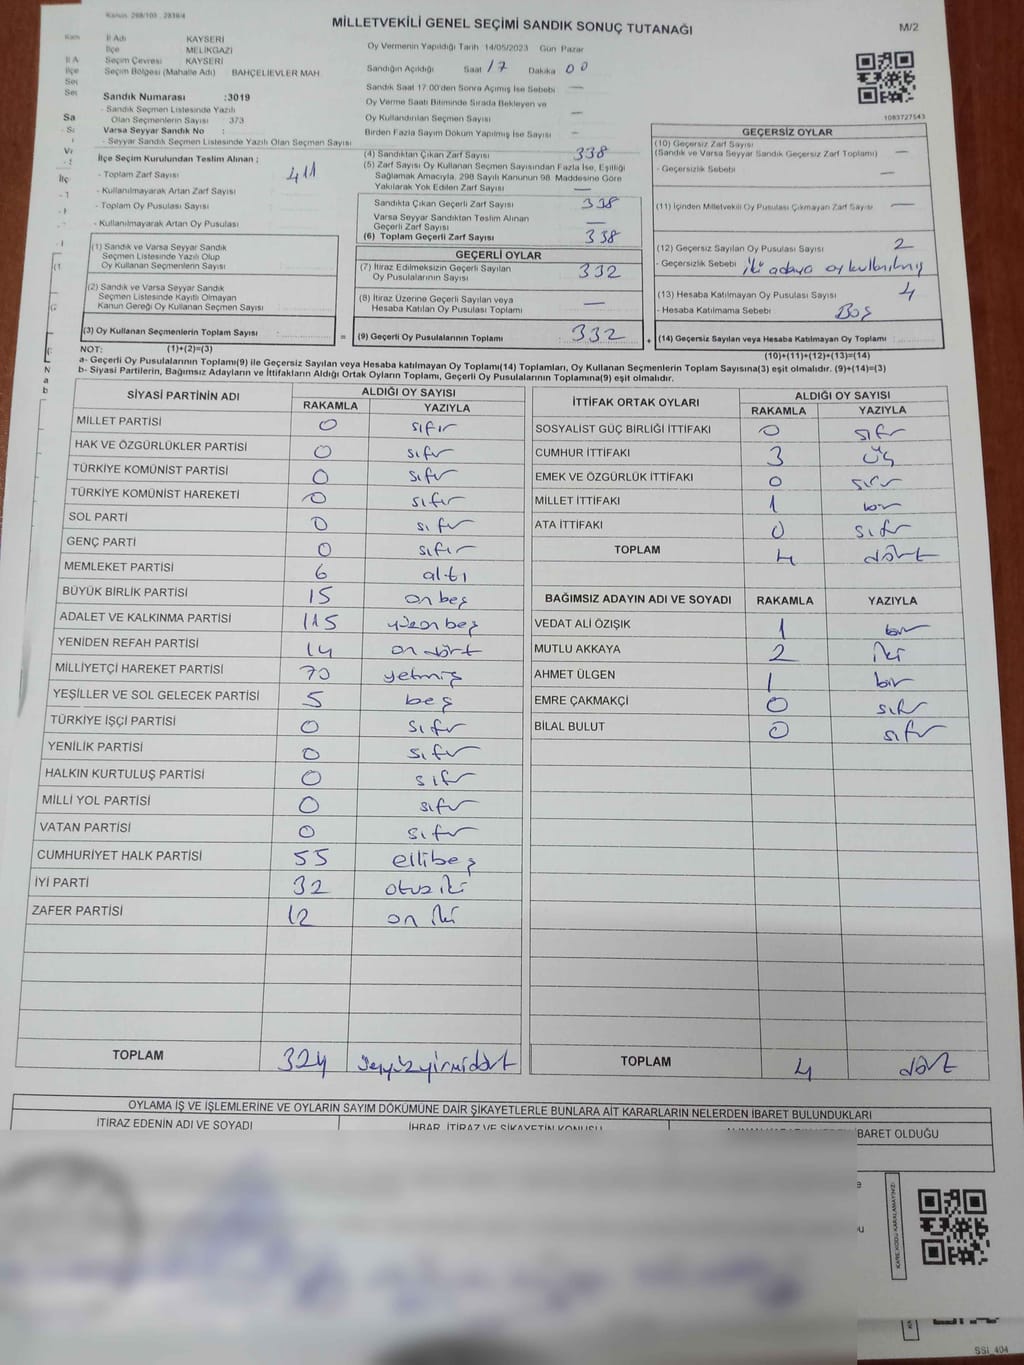 MİLLETVEKİLİ GENEL SEÇİMİ SANDIK SONUÇ TUTANAĞI
M/2
İl Adı KAYSERİ
İlçe MELİKGAZİ
Seçim Çevresi KAYSERİ
Seçim Bölgesi (Mahalle Adı) BAHÇELİEVLER MAH.
Sandık Numarası :3019
- Sandık Seçmen Listesinde Yazılı
Olan Seçmenlerin Sayısı : 373
Varsa Seyyar Sandık No :
- Seyyar Sandık Seçmen Listesinde Yazılı Olan Seçmen Sayısı :
Oy Vermenin Yapıldığı Tarih 14/05/2023 Gün Pazar
Sandığın Açıldığı Saat 17 Dakika 00
Sandık Saat 17.00'den Sonra Açılmış İse Sebebi —
Oy Verme Saati Bitiminde Sırada Bekleyen ve
Oy Kullandırılan Seçmen Sayısı —
Birden Fazla Sayım Döküm Yapılmış İse Sayısı —
1083727543
İlçe Seçim Kurulundan Teslim Alınan ;
- Toplam Zarf Sayısı : 411
- Kullanılmayarak Artan Zarf Sayısı :
- Toplam Oy Pusulası Sayısı :
- Kullanılmayarak Artan Oy Pusulası :
(1) Sandık ve Varsa Seyyar Sandık
Seçmen Listesinde Yazılı Olup
Oy Kullanan Seçmenlerin Sayısı :
(2) Sandık ve Varsa Seyyar Sandık
Seçmen Listesinde Kayıtlı Olmayan
Kanun Gereği Oy Kullanan Seçmen Sayısı :
(3) Oy Kullanan Seçmenlerin Toplam Sayısı :
(4) Sandıktan Çıkan Zarf Sayısı : 338
(5) Zarf Sayısı Oy Kullanan Seçmen Sayısından Fazla İse, Eşitliği
Sağlamak Amacıyla, 298 Sayılı Kanunun 98. Maddesine Göre
Yakılarak Yok Edilen Zarf Sayısı : —
Sandıkta Çıkan Geçerli Zarf Sayısı : 338
Varsa Seyyar Sandıktan Teslim Alınan
Geçerli Zarf Sayısı : —
(6) Toplam Geçerli Zarf Sayısı : 338
GEÇERLİ OYLAR
(7) İtiraz Edilmeksizin Geçerli Sayılan
Oy Pusulalarının Sayısı : 332
(8) İtiraz Üzerine Geçerli Sayılan veya
Hesaba Katılan Oy Pusulası Toplamı : —
= (9) Geçerli Oy Pusulalarının Toplamı : 332
GEÇERSİZ OYLAR
(10) Geçersiz Zarf Sayısı :
(Sandık ve Varsa Seyyar Sandık Geçersiz Zarf Toplamı) —
- Geçersizlik Sebebi : —
(11) İçinden Milletvekili Oy Pusulası Çıkmayan Zarf Sayısı : —
(12) Geçersiz Sayılan Oy Pusulası Sayısı : 2
- Geçersizlik Sebebi : iki adaya oy kullanılmış
(13) Hesaba Katılmayan Oy Pusulası Sayısı : 4
- Hesaba Katılmama Sebebi : Boş
+ (14) Geçersiz Sayılan veya Hesaba Katılmayan Oy Toplamı :
NOT: (1)+(2)=(3)
(10)+(11)+(12)+(13)=(14)
a- Geçerli Oy Pusulalarının Toplamı(9) ile Geçersiz Sayılan veya Hesaba katılmayan Oy Toplamı(14) Toplamları, Oy Kullanan Seçmenlerin Toplam Sayısına(3) eşit olmalıdır. (9)+(14)=(3)
b- Siyasi Partilerin, Bağımsız Adayların ve İttifakların Aldığı Ortak Oyların Toplamı, Geçerli Oy Pusulalarının Toplamına(9) eşit olmalıdır.
SİYASİ PARTİNİN ADI ALDIĞI OY SAYISI
RAKAMLA YAZIYLA
MİLLET PARTİSİ 0 sıfır
HAK VE ÖZGÜRLÜKLER PARTİSİ 0 sıfır
TÜRKİYE KOMÜNİST PARTİSİ 0 sıfır
TÜRKİYE KOMÜNİST HAREKETİ 0 sıfır
SOL PARTİ 0 sıfır
GENÇ PARTİ 0 sıfır
MEMLEKET PARTİSİ 6 altı
BÜYÜK BİRLİK PARTİSİ 15 onbeş
ADALET VE KALKINMA PARTİSİ 115 yüzonbeş
YENİDEN REFAH PARTİSİ 14 on dört
MİLLİYETÇİ HAREKET PARTİSİ 70 yetmiş
YEŞİLLER VE SOL GELECEK PARTİSİ 5 beş
TÜRKİYE İŞÇİ PARTİSİ 0 sıfır
YENİLİK PARTİSİ 0 sıfır
HALKIN KURTULUŞ PARTİSİ 0 sıfır
MİLLİ YOL PARTİSİ 0 sıfır
VATAN PARTİSİ 0 sıfır
CUMHURİYET HALK PARTİSİ 55 ellibeş
İYİ PARTİ 32 otuz iki
ZAFER PARTİSİ 12 on iki
TOPLAM 324 üçyüzyirmidört
İTTİFAK ORTAK OYLARI ALDIĞI OY SAYISI
RAKAMLA YAZIYLA
SOSYALİST GÜÇ BİRLİĞİ İTTİFAKI 0 sıfır
CUMHUR İTTİFAKI 3 üç
EMEK VE ÖZGÜRLÜK İTTİFAKI 0 sıfır
MİLLET İTTİFAKI 1 bir
ATA İTTİFAKI 0 sıfır
TOPLAM 4 dört
BAĞIMSIZ ADAYIN ADI VE SOYADI RAKAMLA YAZIYLA
VEDAT ALİ ÖZIŞIK 1 bir
MUTLU AKKAYA 2 iki
AHMET ÜLGEN 1 bir
EMRE ÇAKMAKÇİ 0 sıfır
BİLAL BULUT 0 sıfır
TOPLAM 4 dört
OYLAMA İŞ VE İŞLEMLERİNE VE OYLARIN SAYIM DÖKÜMÜNE DAİR ŞİKAYETLERLE BUNLARA AİT KARARLARIN NELERDEN İBARET BULUNDUKLARI
İTİRAZ EDENİN ADI VE SOYADI İHBAR, İTİRAZ VE ŞİKAYETİN KONUSU
İBARET OLDUĞU
KARE KODU KARALAMAYINIZ!
SSİ_404